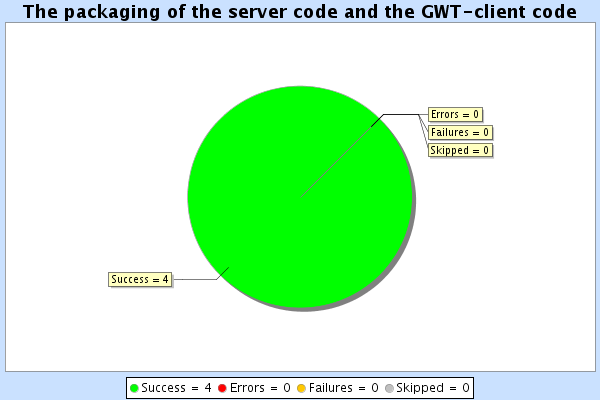 The packaging of the server code and the GWT-client code
Errors = 0
Failures = 0
Skipped = 0
Success = 4
Success = 4 Errors = 0 Failures = 0 Skipped = 0